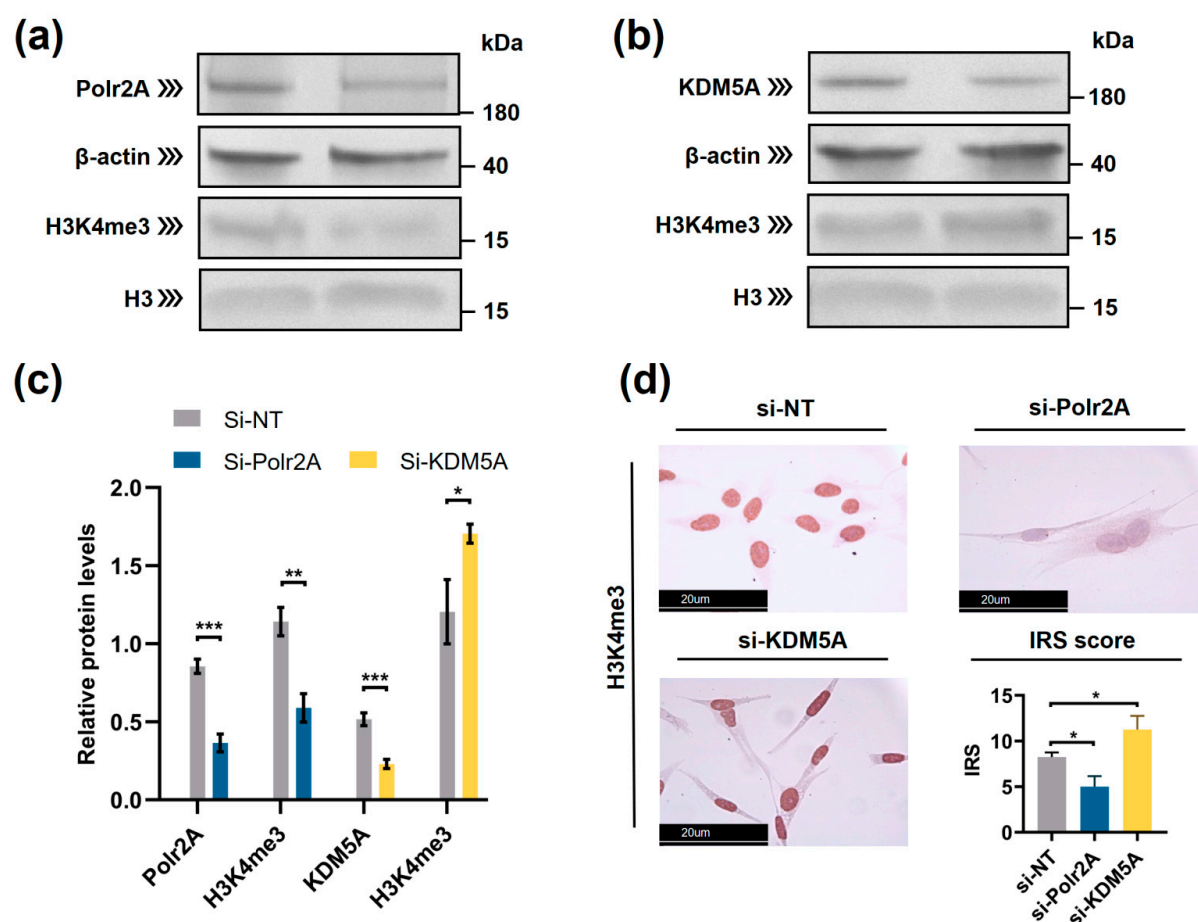 (a)
kDa
Polr2A
180
β-actin
40
H3K4me3
15
H3
15
(b)
kDa
KDM5A
180
β-actin
40
H3K4me3
15
H3
15
(c)
Si-NT
Si-Polr2A Si-KDM5A
Relative protein levels
2.0
1.5
1.0
0.5
0.0
***
**
***
*
Polr2A
H3K4me3
KDM5A
H3K4me3
(d)
si-NT
si-Polr2A
H3K4me3
20um
20um
si-KDM5A
IRS score
20um
IRS
15
10
5
0
*
*
si-NT
si-Polr2A
si-KDM5A